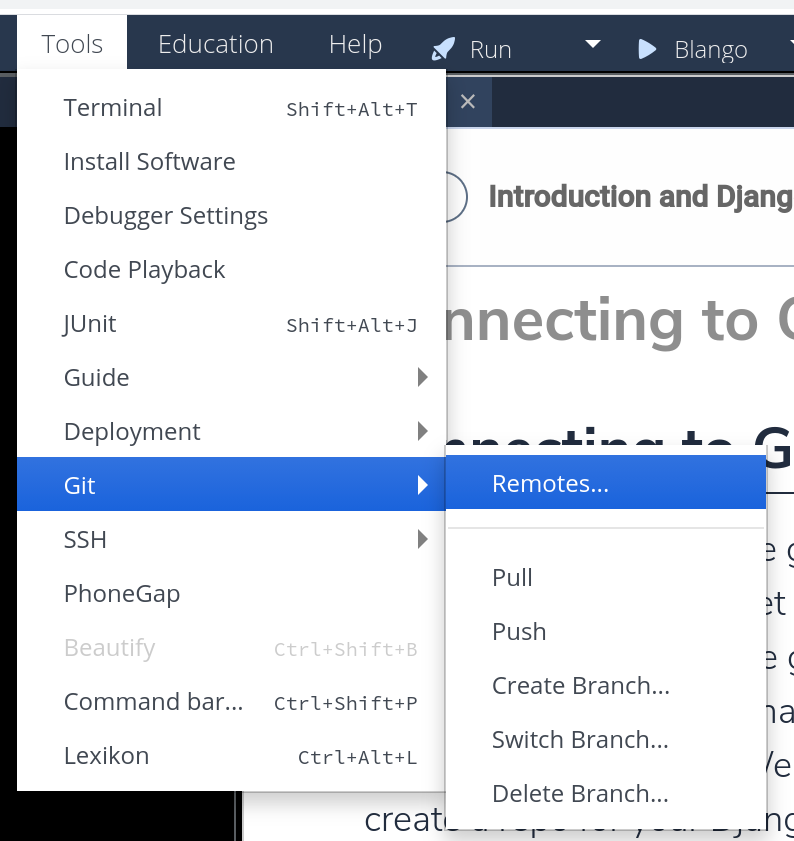 Tools Education Help Run Blango
Terminal Shift+Alt+T
Install Software
Debugger Settings
Code Playback
JUnit Shift+Alt+J
Guide
Deployment
Git
SSH
PhoneGap
Beautify Ctrl+Shift+B
Command bar... Ctrl+Shift+P
Lexikon Ctrl+Alt+L
Remotes...
Pull
Push
Create Branch...
Switch Branch...
Delete Branch...
Introduction and Djang
nnecting to
nnecting to G